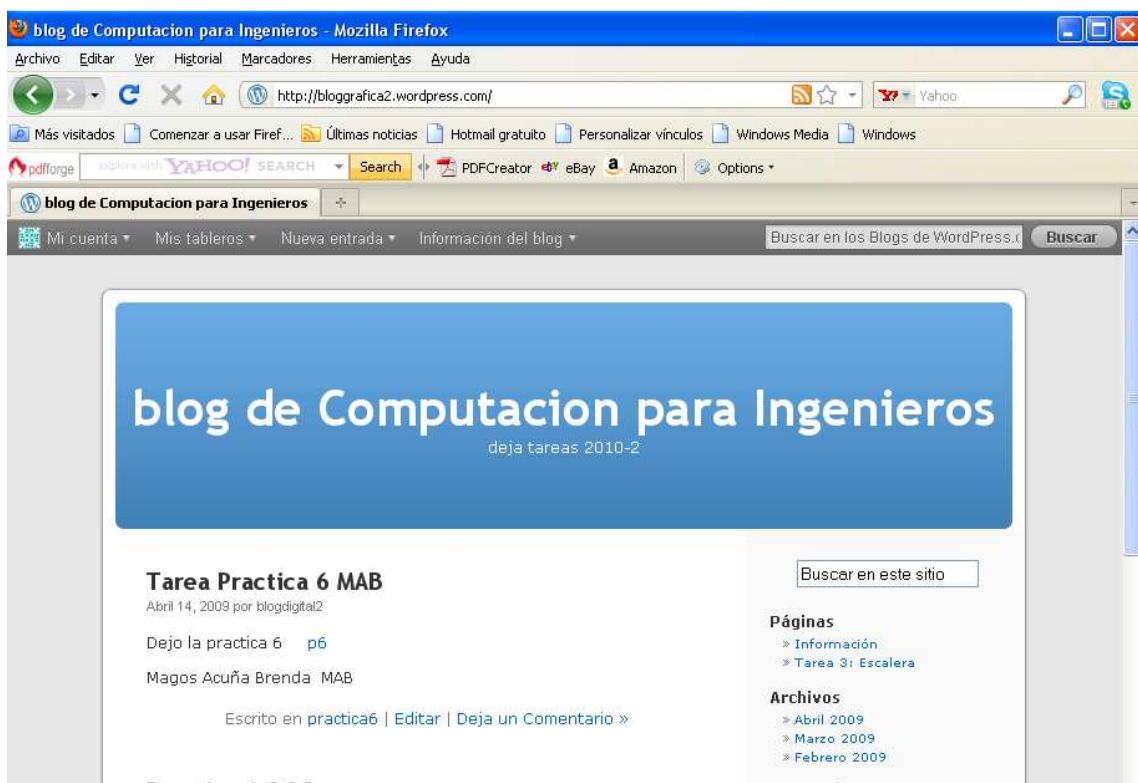 blog de Computacion para Ingenieros - Mozilla Firefox
Archivo Editar Ver Historial Marcadores Herramientas Ayuda
http://bloggrafica2.wordpress.com/ Yahoo
Más visitados Comenzar a usar Firef... Últimas noticias Hotmail gratuito Personalizar vínculos Windows Media Windows
pdfforge explore with YAHOO! SEARCH Search PDFCreator eBay Amazon Options
blog de Computacion para Ingenieros
Mi cuenta Mis tableros Nueva entrada Información del blog Buscar en los Blogs de WordPress.c Buscar
blog de Computacion para Ingenieros
deja tareas 2010-2
Tarea Practica 6 MAB
Abril 14, 2009 por blogdigital2
Dejo la practica 6 p6
Magos Acuña Brenda MAB
Escrito en practica6 | Editar | Deja un Comentario »
Buscar en este sitio
Páginas
» Información
» Tarea 3: Escalera
Archivos
» Abril 2009
» Marzo 2009
» Febrero 2009